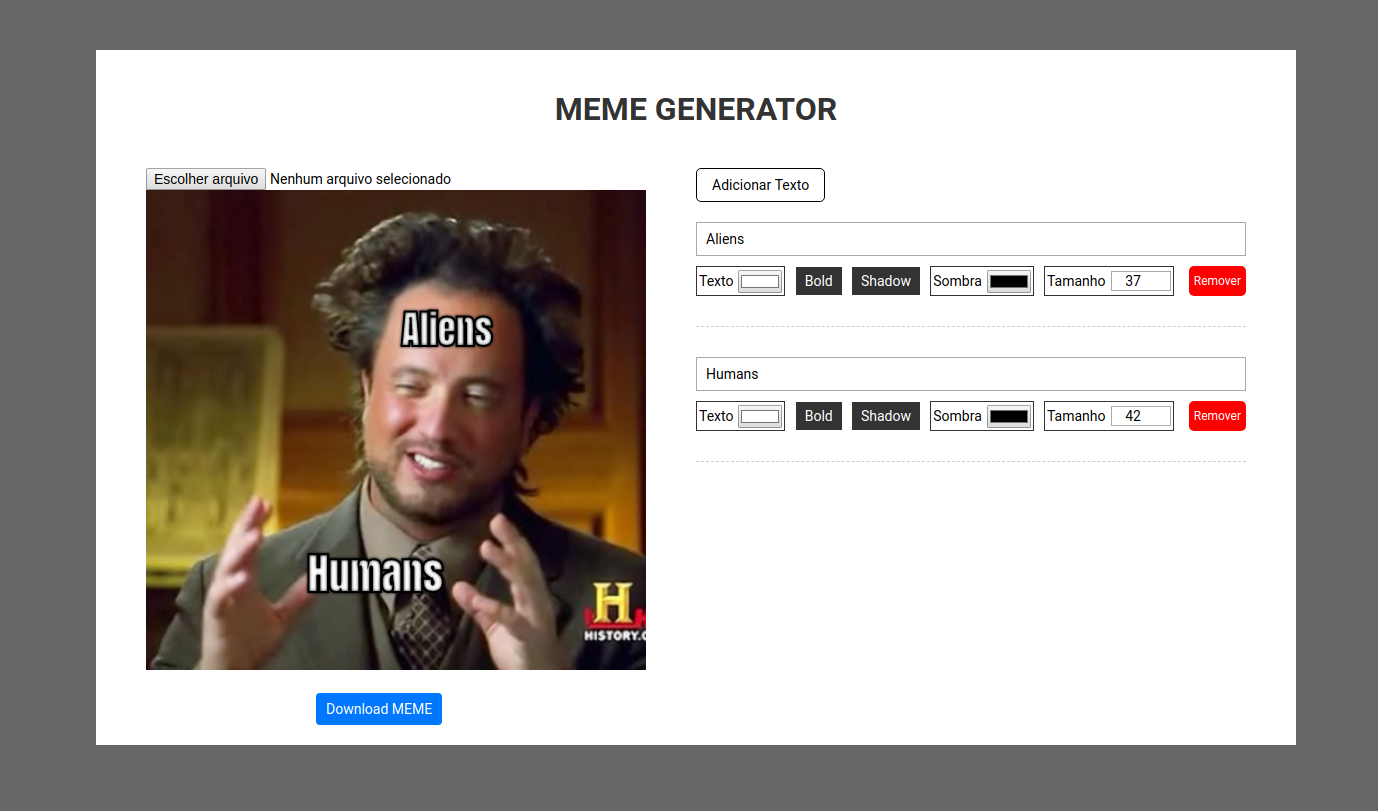 MEME GENERATOR
Escolher arquivo Nenhum arquivo selecionado
Aliens
Humans
H
HISTORY.C
Download MEME
Adicionar Texto
Aliens
Texto Bold Shadow Sombra Tamanho 37 Remover
Humans
Texto Bold Shadow Sombra Tamanho 42 Remover